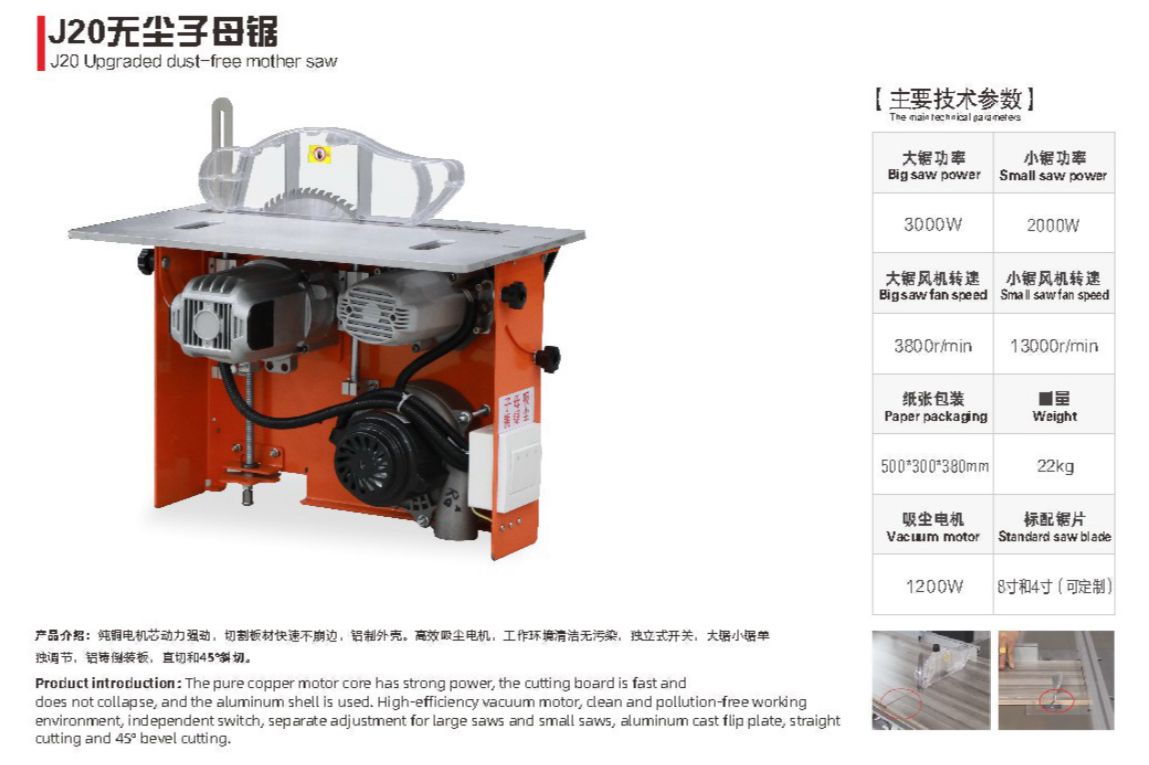 J20无尘子母锯
J20 Upgraded dust-free mother saw
【主要技术参数】
The main technical parameters
大锯功率 小锯功率
Big saw power Small saw power
3000W 2000W
大锯风机转速 小锯风机转速
Big saw fan speed Small saw fan speed
3800r/min 13000r/min
纸张包装 量
Paper packaging Weight
500*300*380mm 22kg
吸尘电机 标配锯片
Vacuum motor Standard saw blade
1200W 8寸和4寸（可定制）
产品介绍：纯铜电机芯动力强劲，切割板材快速不崩边，铝制外壳。高效吸尘电机，工作环境清洁无污染，独立式开关，大锯小锯单
独调节，铝铸倒装板，直切和45°斜切。
Product introduction: The pure copper motor core has strong power, the cutting board is fast and
does not collapse, and the aluminum shell is used. High-efficiency vacuum motor, clean and pollution-free working
environment, independent switch, separate adjustment for large saws and small saws, aluminum cast flip plate, straight
cutting and 45° bevel cutting.